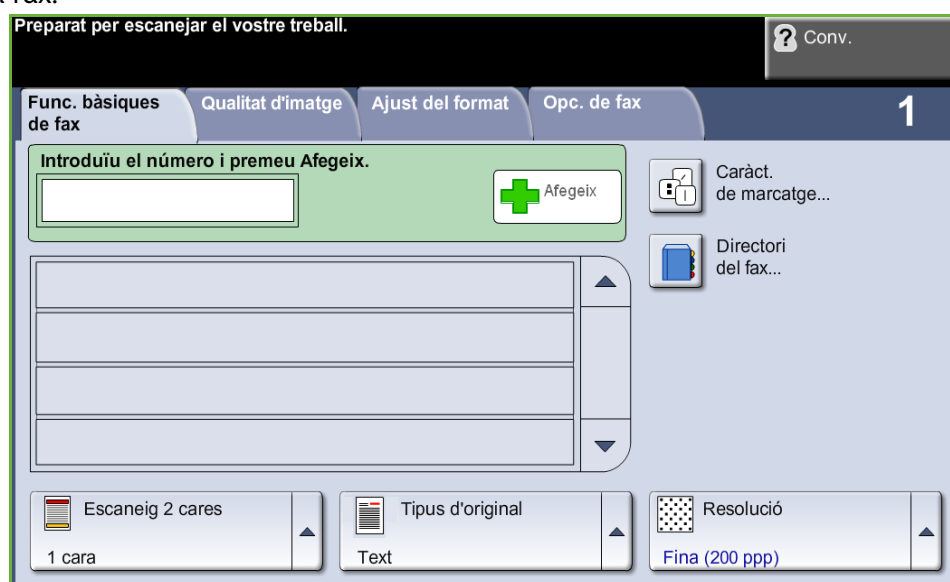 Preparat per escanejar el vostre treball.
Conv.
Func. bàsiques
de fax
Qualitat d'imatge
Ajust del format
Opc. de fax
1
Introduïu el número i premeu Afegeix.
Afegeix
Caràct.
de marcatge...
Directori
del fax...
Escaneig 2 cares
1 cara
Tipus d'original
Text
Resolució
Fina (200 ppp)